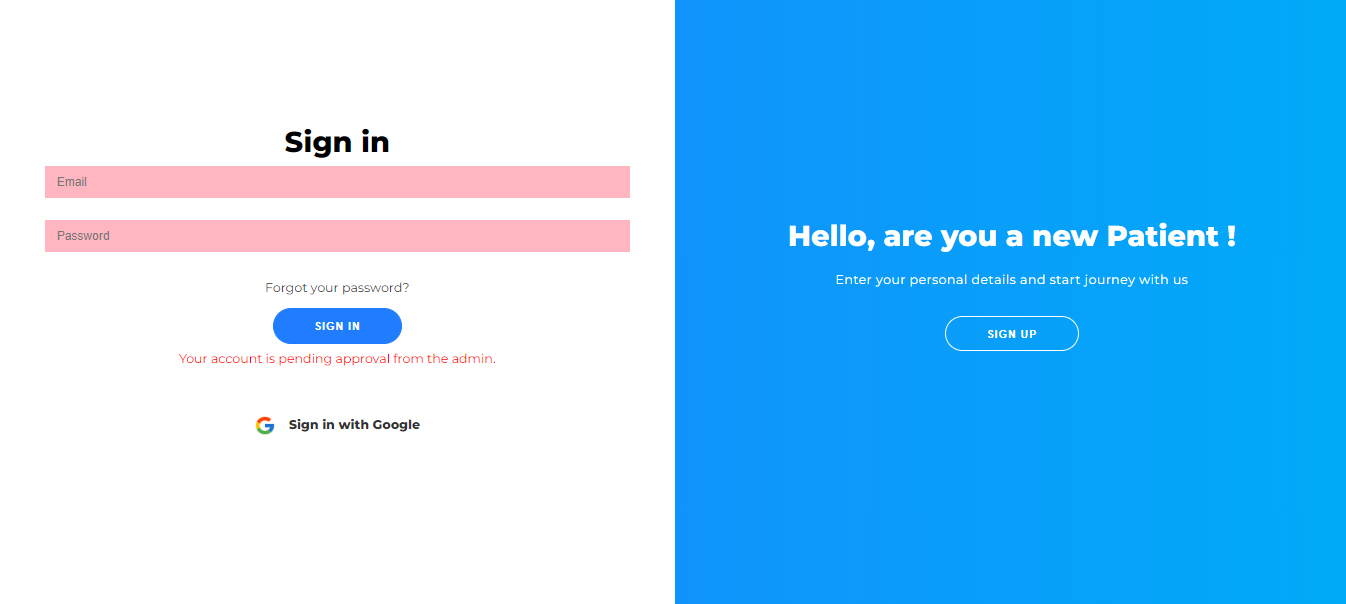 Sign in
Email
Password
Forgot your password?
SIGN IN
Your account is pending approval from the admin.
Sign in with Google
Hello, are you a new Patient !
Enter your personal details and start journey with us
SIGN UP